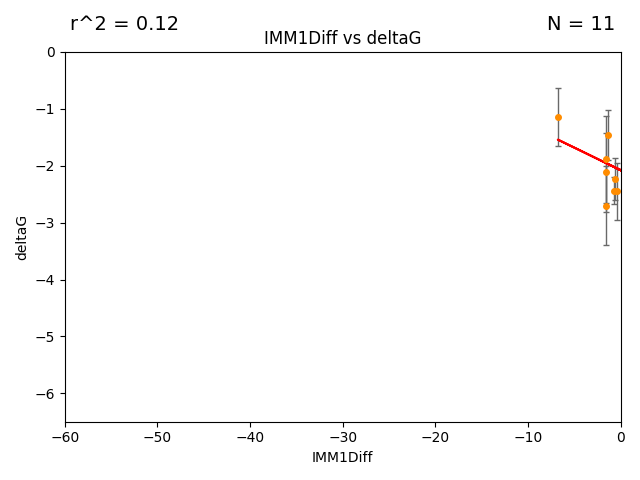 r^2 = 0.12
N = 11
IMM1Diff vs deltaG
0
−1
−2
−3
−4
−5
−6
deltaG
−60
−50
−40
−30
−20
−10
0
IMM1Diff